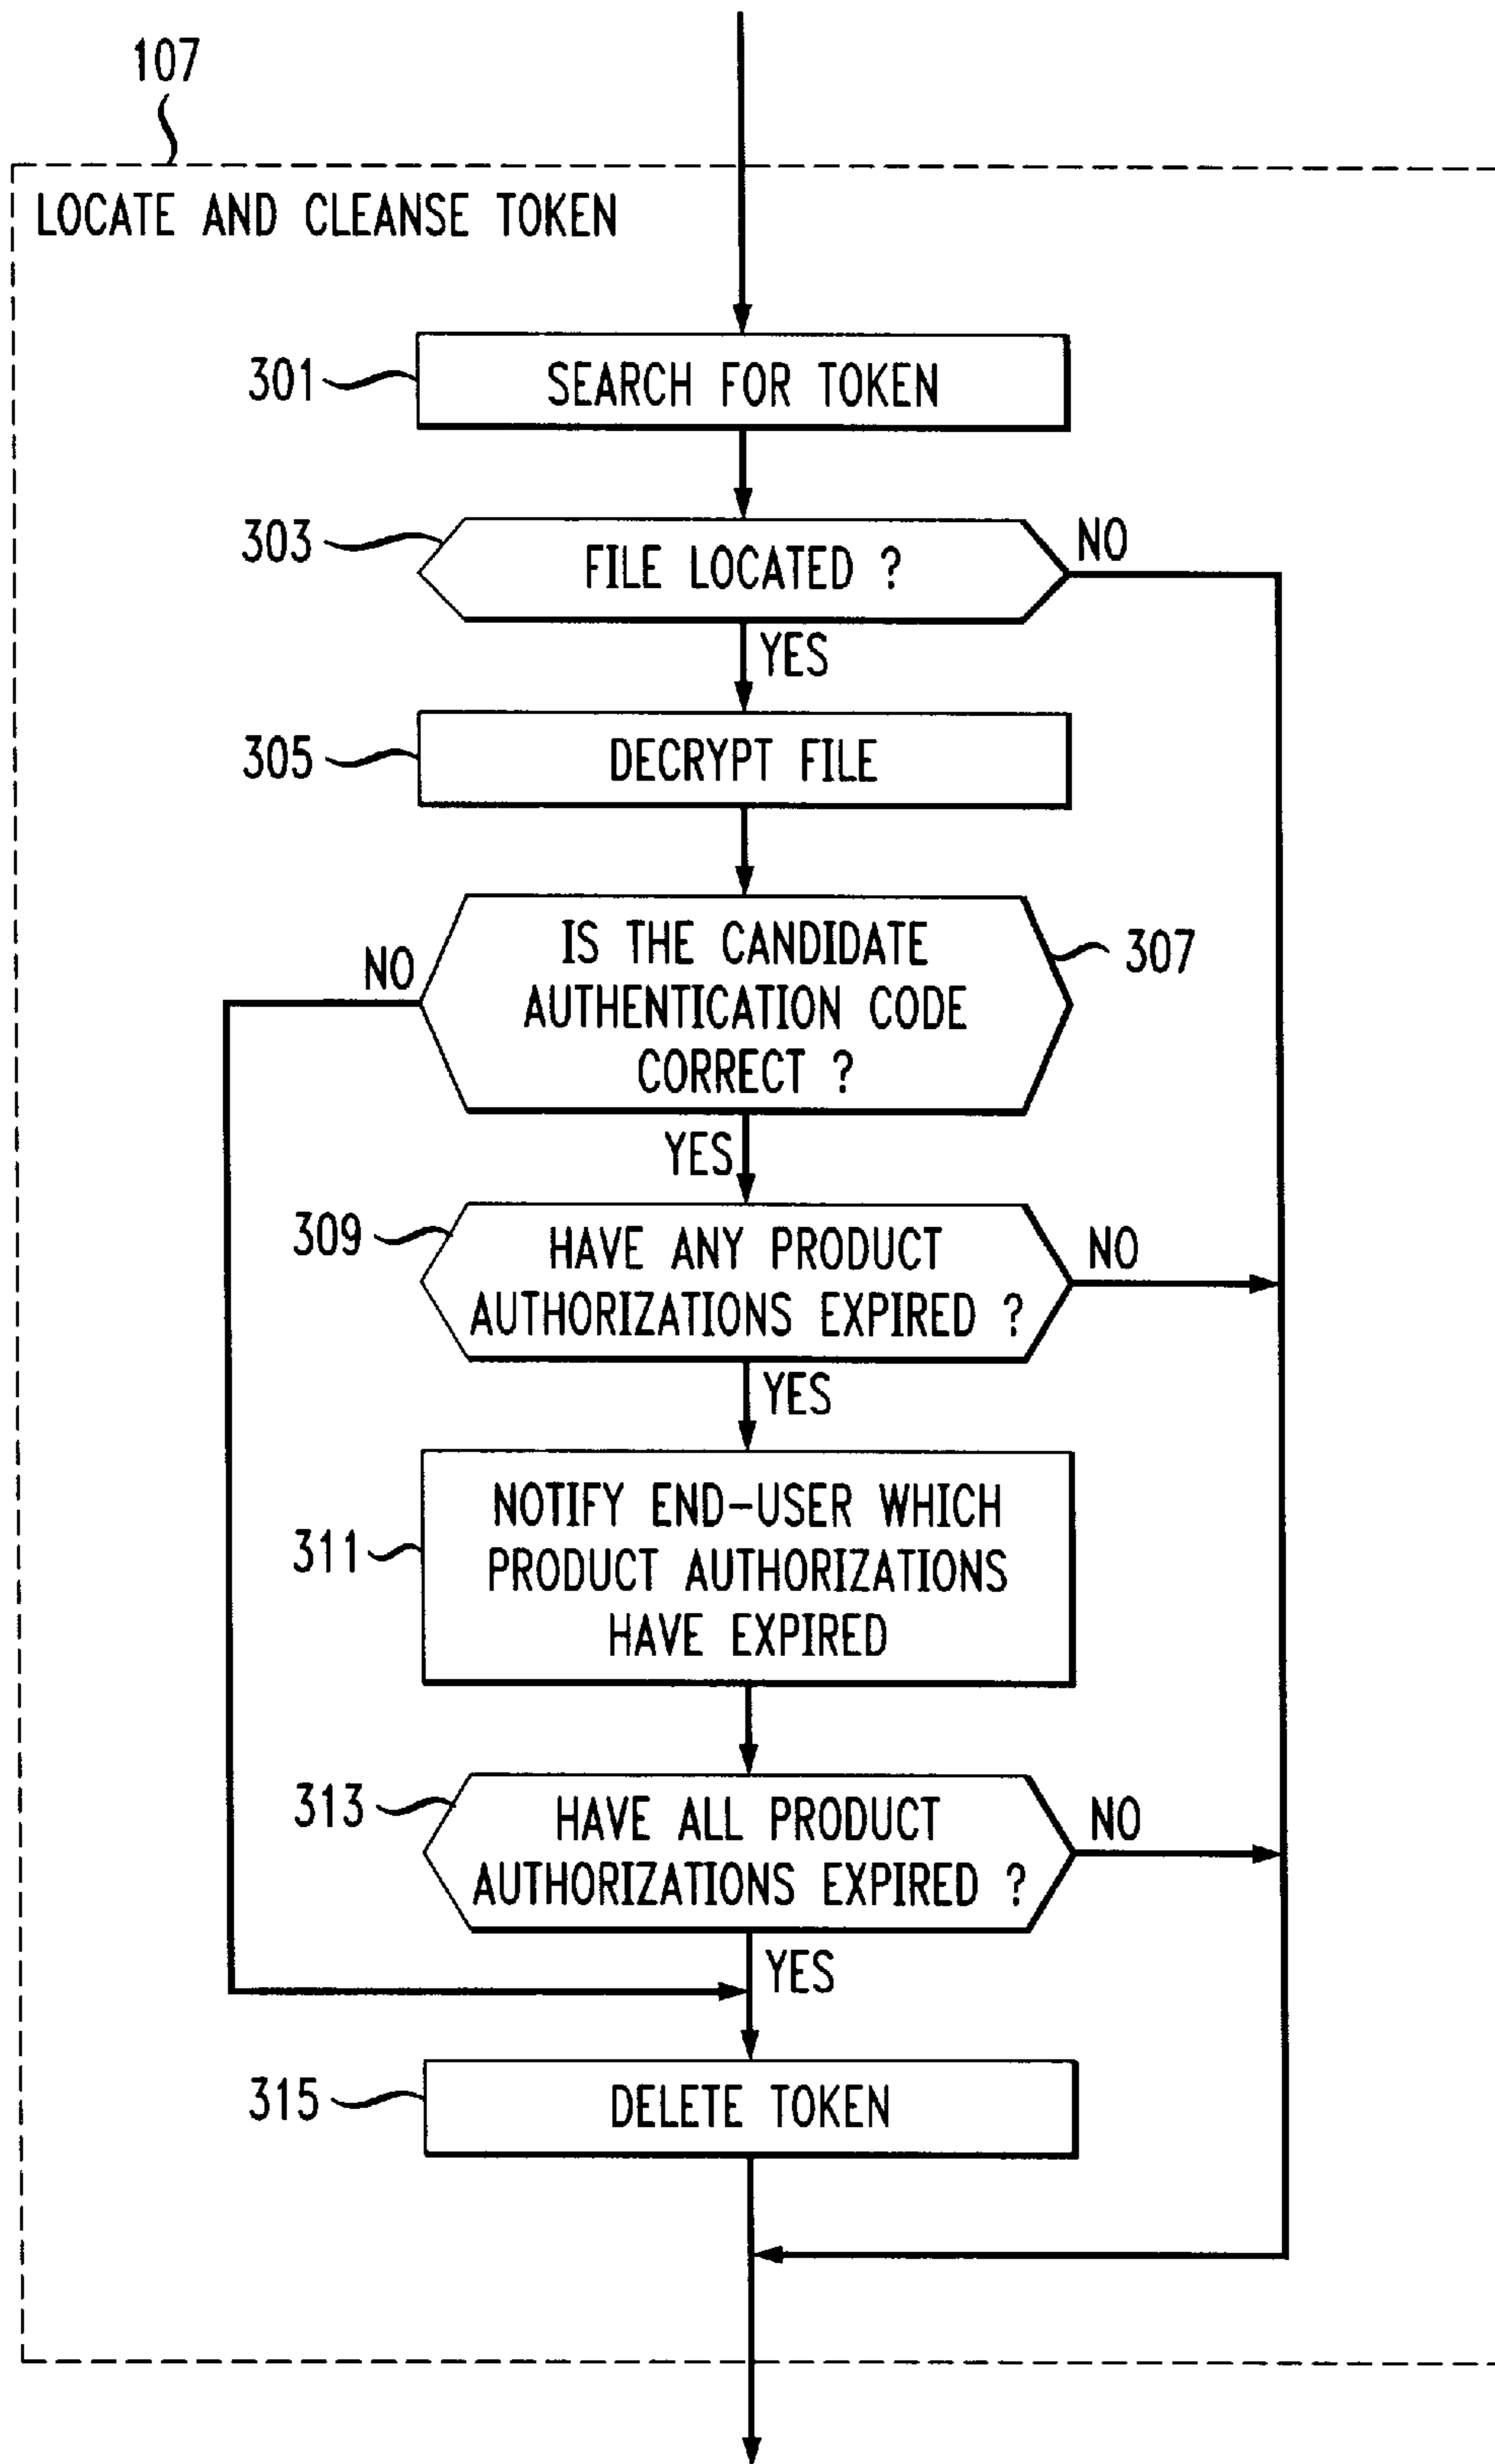 107
LOCATE AND CLEANSE TOKEN
301
SEARCH FOR TOKEN
303
FILE LOCATED ?
NO
YES
305
DECRYPT FILE
NO
IS THE CANDIDATE
AUTHENTICATION CODE
CORRECT ?
307
YES
309
HAVE ANY PRODUCT
AUTHORIZATIONS EXPIRED ?
NO
YES
311
NOTIFY END-USER WHICH
PRODUCT AUTHORIZATIONS
HAVE EXPIRED
313
HAVE ALL PRODUCT
AUTHORIZATIONS EXPIRED ?
NO
YES
315
DELETE TOKEN